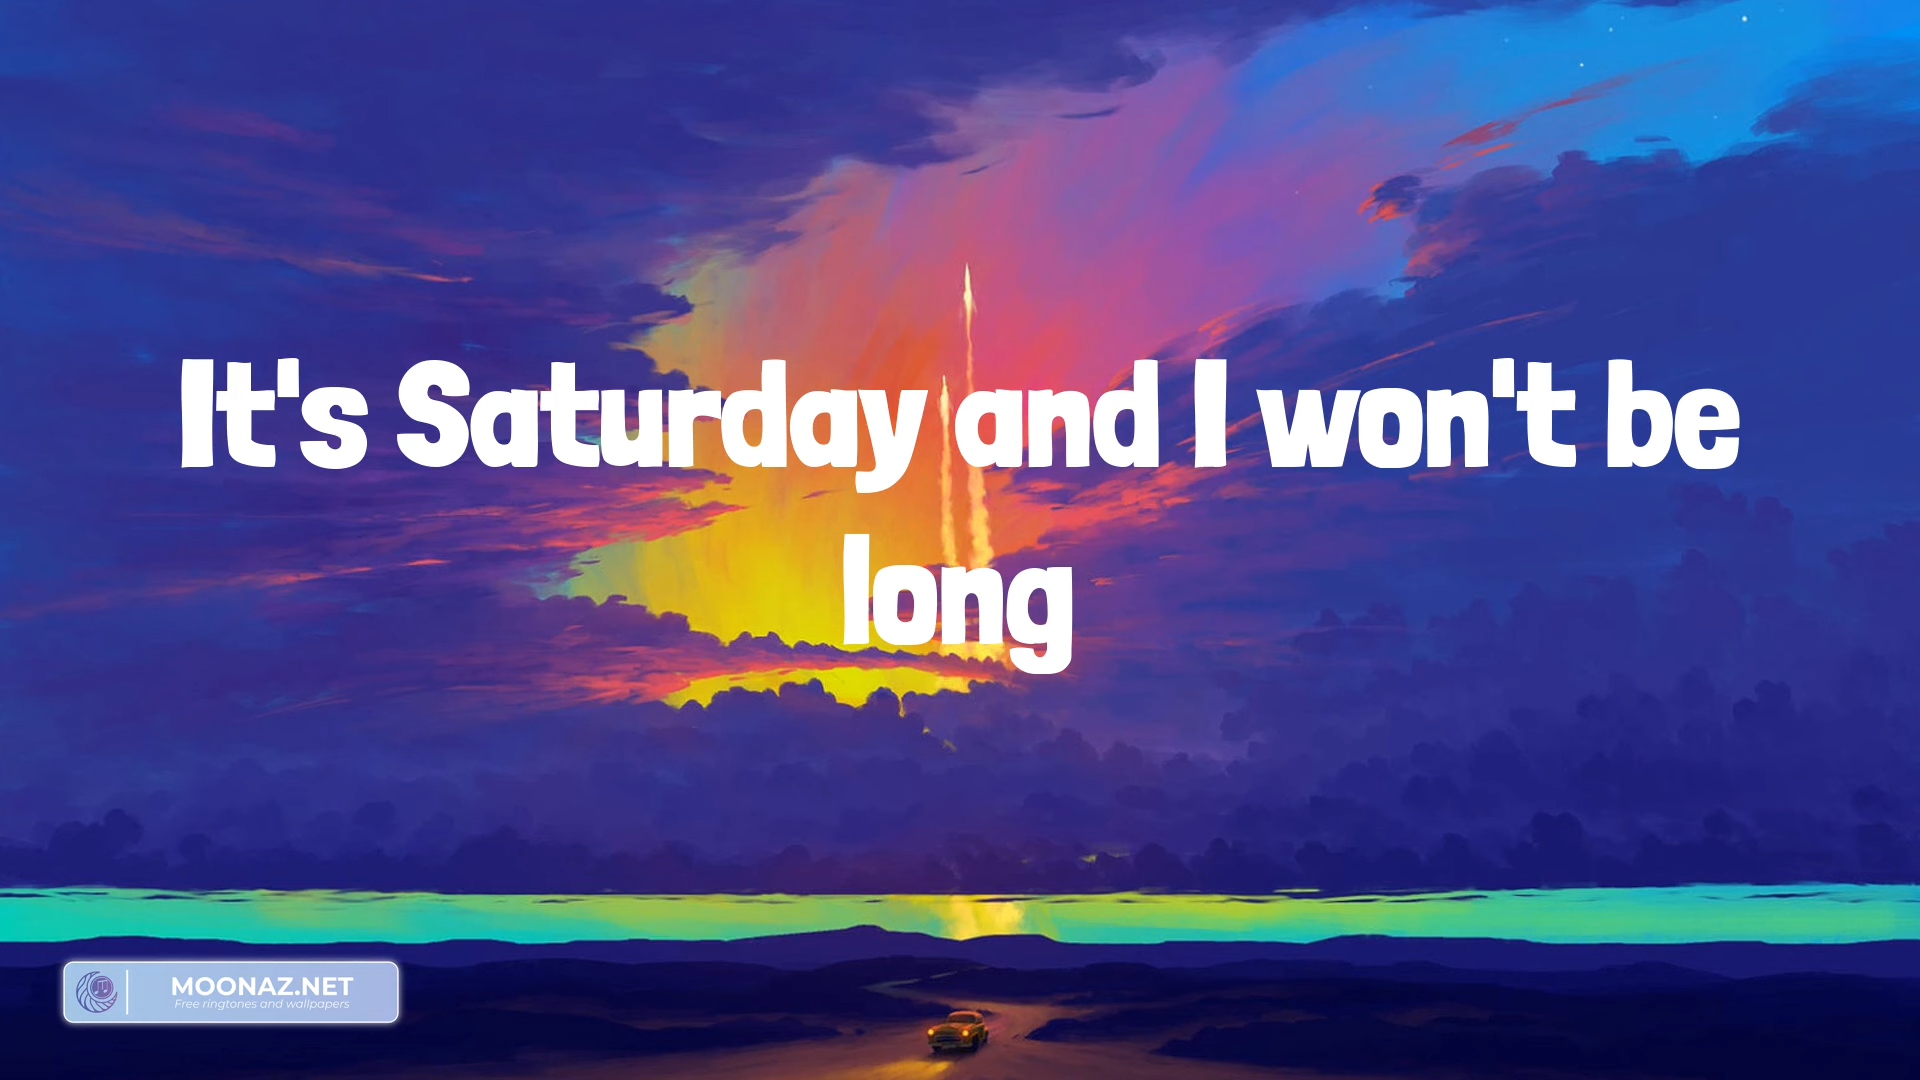 It's Saturday and I won't be
long
MOONAZ.NET
Free ringtones and wallpapers